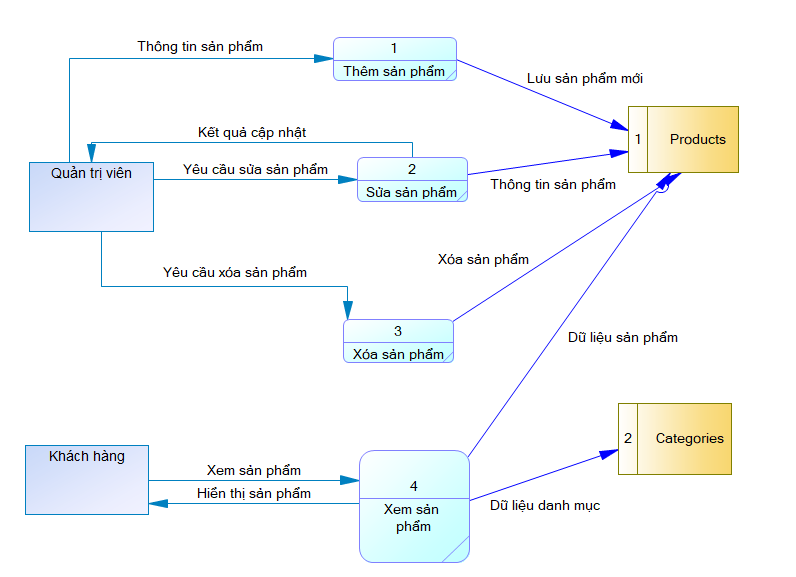 Thông tin sản phẩm
1
Thêm sản phẩm
Lưu sản phẩm mới
Kết quả cập nhật
1
Products
Quản trị viên
Yêu cầu sửa sản phẩm
2
Sửa sản phẩm
Thông tin sản phẩm
Xóa sản phẩm
Yêu cầu xóa sản phẩm
3
Xóa sản phẩm
Dữ liệu sản phẩm
2
Categories
Khách hàng
Xem sản phẩm
Hiển thị sản phẩm
4
Xem sản
phẩm
Dữ liệu danh mục